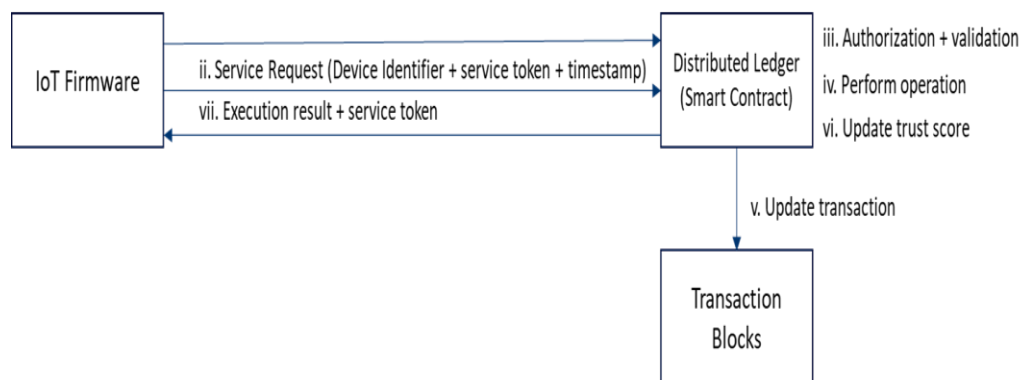 IoT Firmware
ii. Service Request (Device Identifier + service token + timestamp)
vii. Execution result + service token
Distributed Ledger
(Smart Contract)
iii. Authorization + validation
iv. Perform operation
vi. Update trust score
v. Update transaction
Transaction
Blocks